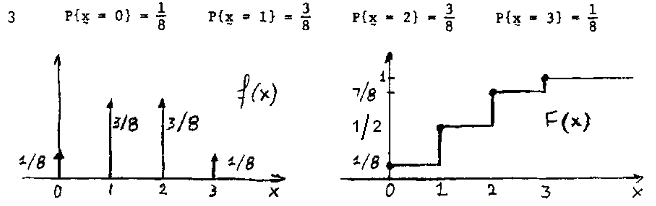 3 P{x = 0} = 1/8 P{x = 1} = 3/8 P{x = 2} = 3/8 P{x = 3} = 1/8
f(x)
3/8 3/8
1/8 1/8
0 1 2 3 x
1
7/8
1/2 F(x)
1/8
0 1 2 3 x